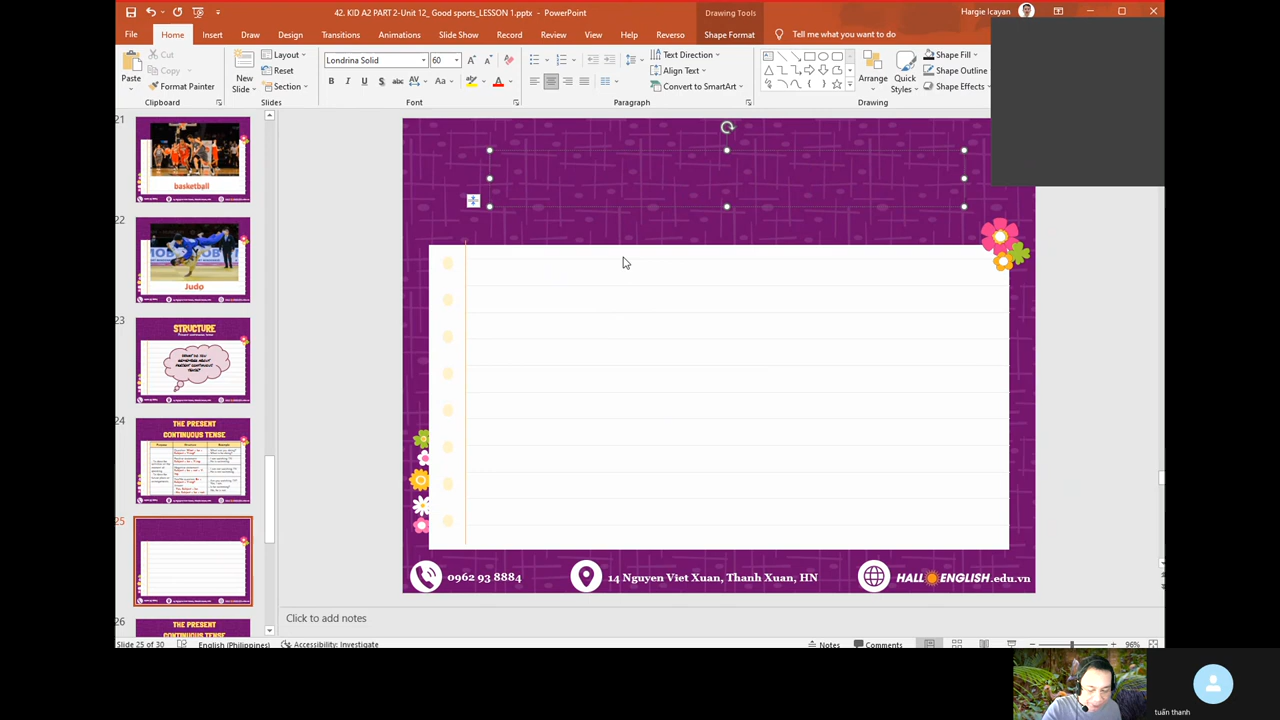 42. KID A2 PART 2-Unit 12_ Good sports_LESSON 1.pptx - PowerPoint
Drawing Tools
Hargie Icayan
File Home Insert Draw Design Transitions Animations Slide Show Record Review View Help Reverso Shape Format Tell me what you want to do
Paste
Cut
Copy
Format Painter
Clipboard
New Slide
Layout
Reset
Section
Slides
Londrina Solid 60
Font
Paragraph
Text Direction
Align Text
Convert to SmartArt
Arrange
Quick Styles
Shape Fill
Shape Outline
Shape Effects
Drawing
21
basketball
22
Judo
23
STRUCTURE
24
THE PRESENT
CONTINUOUS TENSE
25
26
THE PRESENT
CONTINUOUS TENSE
0962 93 8884
14 Nguyen Viet Xuan, Thanh Xuan, HN
HALLO ENGLISH.edu.vn
Click to add notes
Slide 25 of 30 English (Philippines) Accessibility: Investigate Notes Comments 96%
tuấn thanh